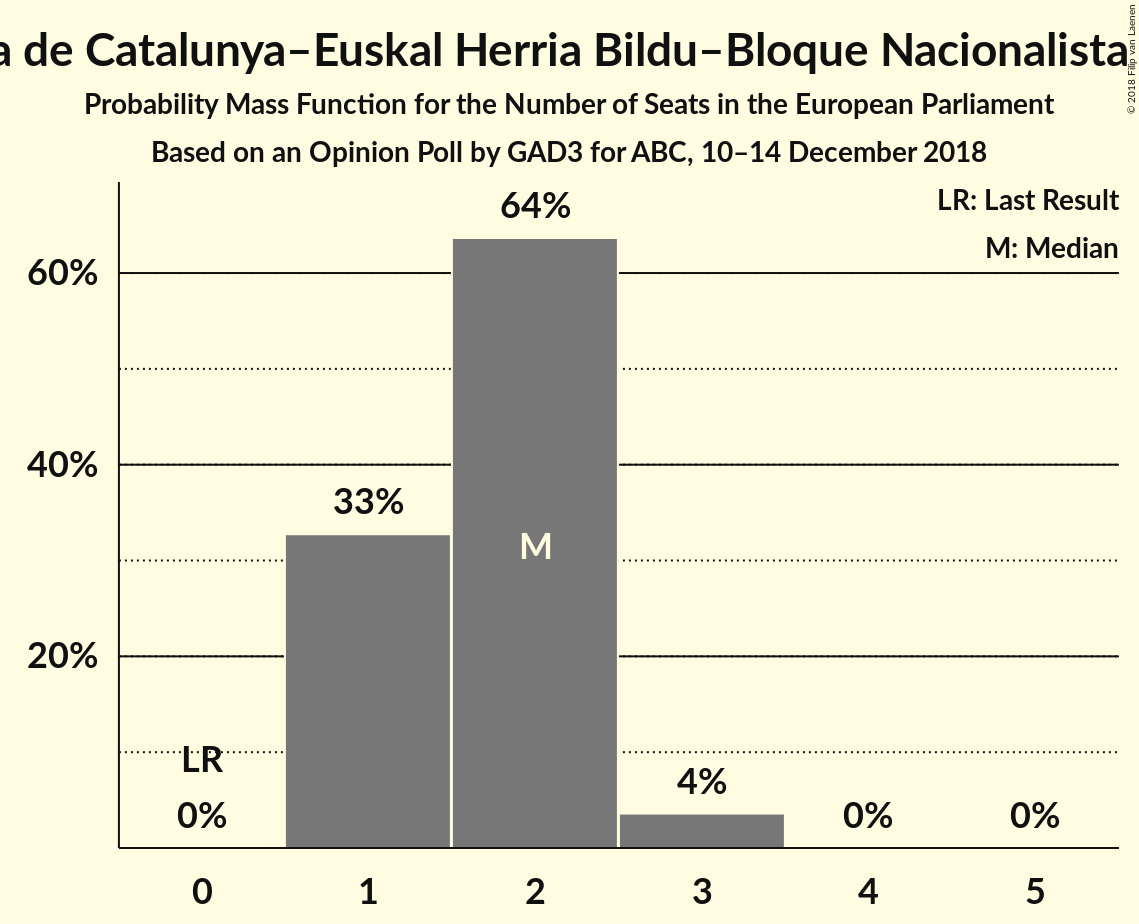 a de Catalunya–Euskal Herria Bildu–Bloque Nacionalista
Probability Mass Function for the Number of Seats in the European Parliament
Based on an Opinion Poll by GAD3 for ABC, 10–14 December 2018
© 2018 Filip van Laenen
LR: Last Result
M: Median
64%
60%
40%
33%
M
20%
LR
4%
0%
0%
0%
0
1
2
3
4
5